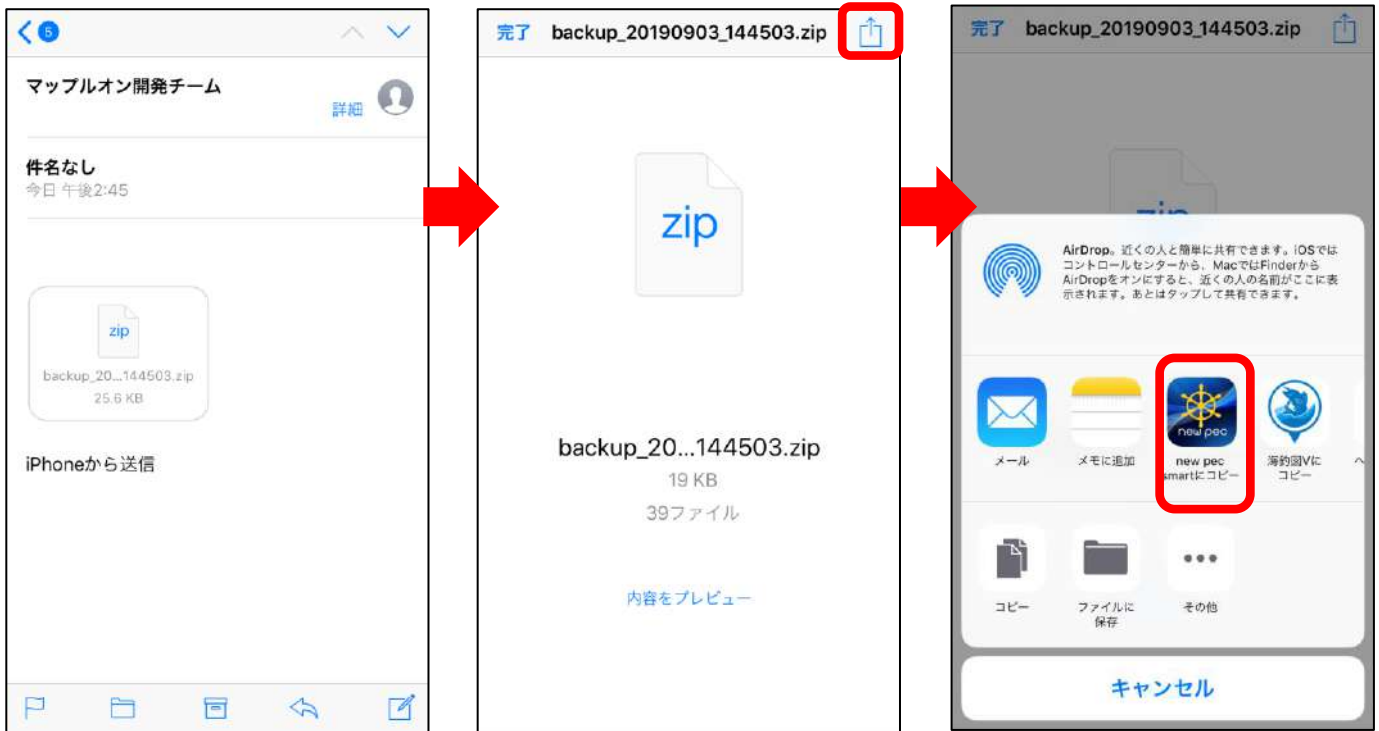 5
マップルオン開発チーム
詳細
件名なし
今日 午後2:45
zip
backup_20...144503.zip
25.6 KB
iPhoneから送信
完了 backup_20190903_144503.zip
zip
backup_20...144503.zip
19 KB
39ファイル
内容をプレビュー
完了 backup_20190903_144503.zip
zip
AirDrop。近くの人と簡単に共有できます。iOSでは
コントロールセンターから、MacではFinderから
AirDropをオンにすると、近くの人の名前がここに表
示されます。あとはタップして共有できます。
new pec
メール
メモに追加
new pec
smartにコピー
海釣図Vに
コピー
コピー
ファイルに
保存
その他
キャンセル